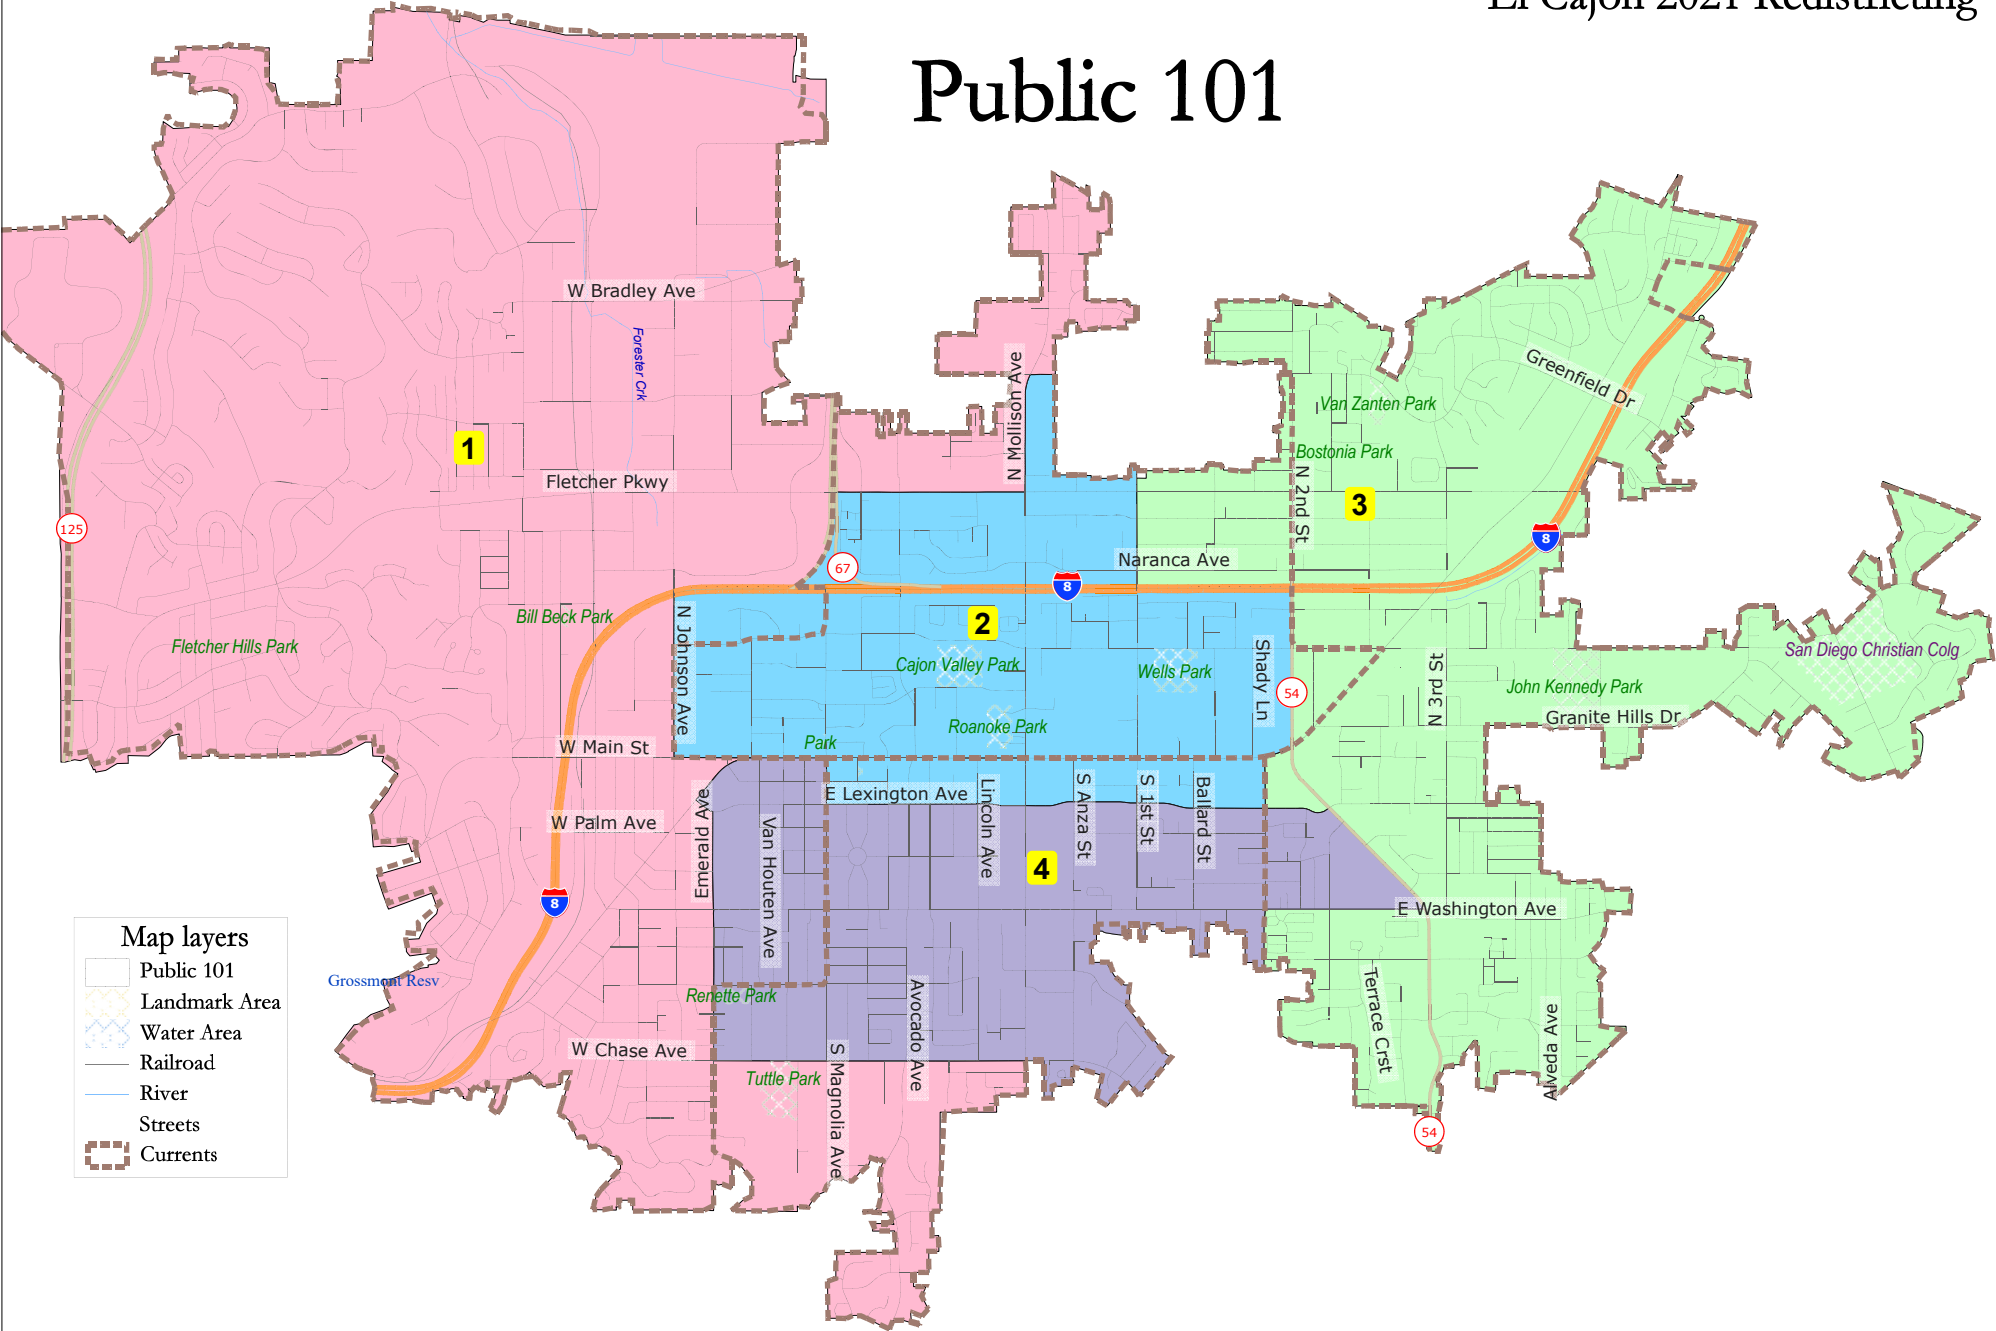 El Cajon 2021 Redistricting
Public 101
W Bradley Ave
Forester Crk
N Mollison Ave
Greenfield Dr
Van Zanten Park
1
Bostonia Park
Fletcher Pkwy
N 2nd St
3
125
8
67
Naranca Ave
8
Bill Beck Park
N Johnson Ave
2
Fletcher Hills Park
Cajon Valley Park
Wells Park
Shady Ln
54
N 3rd St
San Diego Christian Colg
John Kennedy Park
Granite Hills Dr
Roanoke Park
Park
W Main St
E Lexington Ave
Lincoln Ave
S Anza St
S 1st St
Ballard St
W Palm Ave
Emerald Ave
Van Houten Ave
4
8
E Washington Ave
Grossmont Resv
Renette Park
Avocado Ave
Terrace Crst
Alveda Ave
W Chase Ave
S Magnolia Ave
Tuttle Park
54
Map layers
Public 101
Landmark Area
Water Area
Railroad
River
Streets
Currents